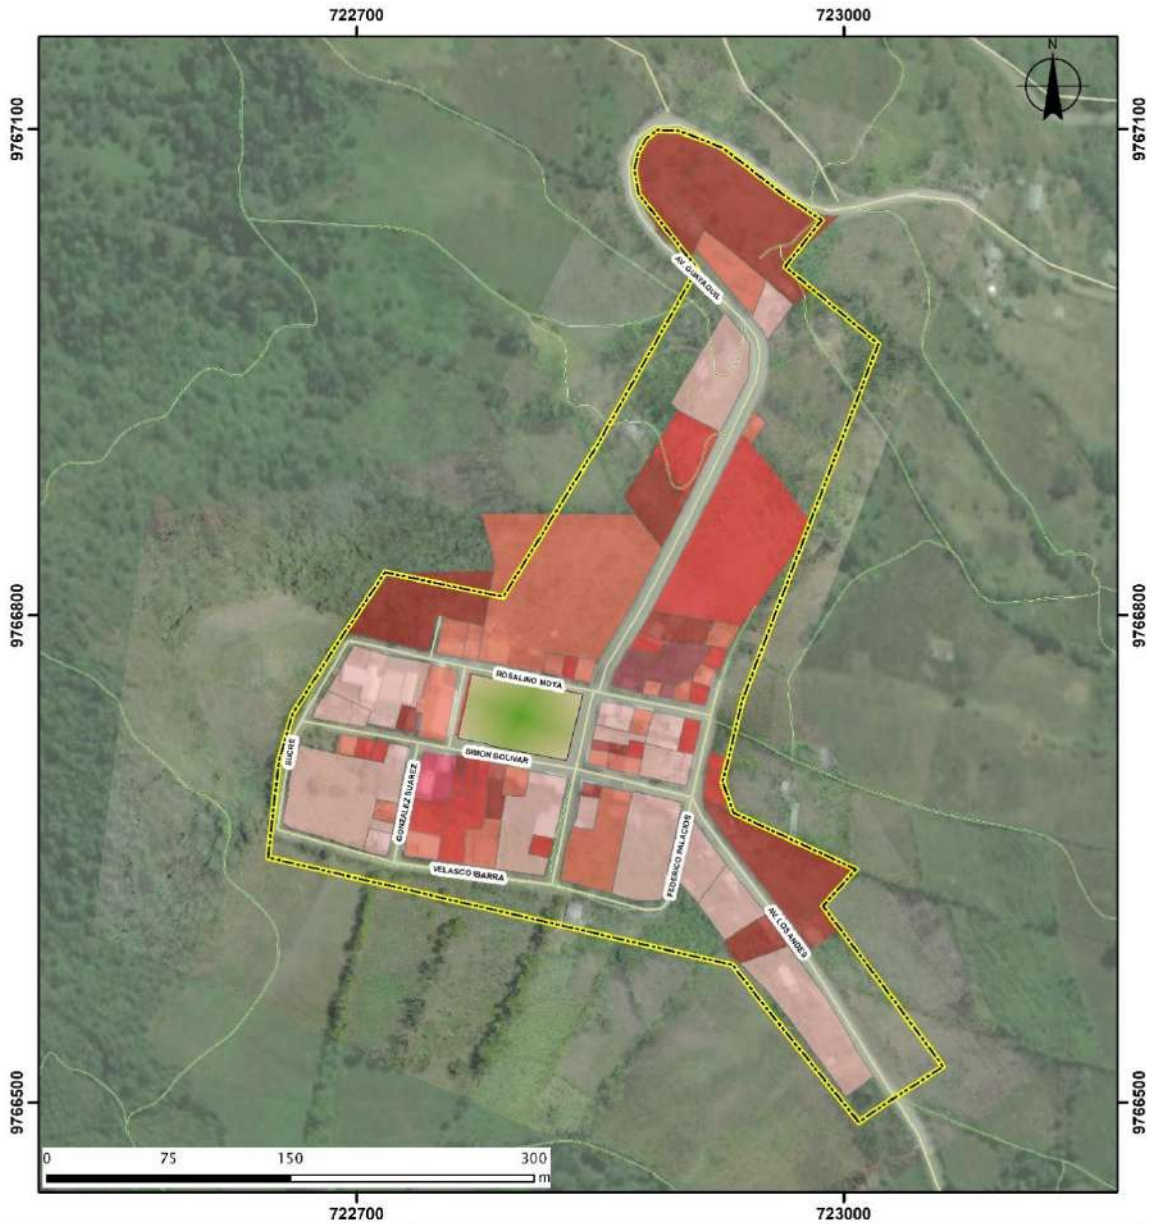 722700
723000
N
9767100
9767100
AV. GUAYAQUIL
9766800
9766800
ROSALINO MOYA
SIMON BOLIVAR
SUCRE
GONZALEZ SUAREZ
VELASCO IBARRA
FEDERICO PALACIOS
AV. LOS ANDES
9766500
9766500
0 75 150 300
m
722700
723000